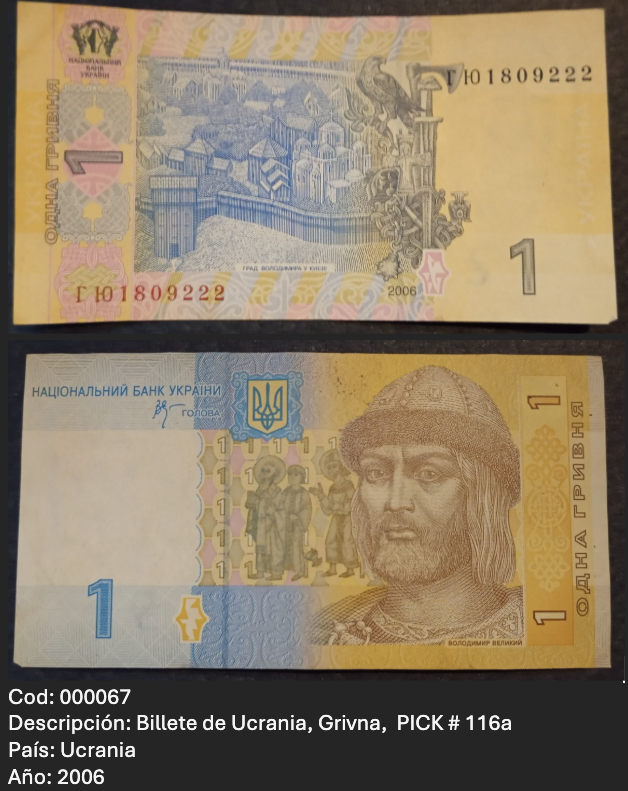 НАЦІОНАЛЬНИЙ
БАНК
УКРАЇНИ
ГЮ1809222
ОДНА ГРИВНЯ
1
ГРАД ВОЛОДИМИРА У КИЄВІ
2006
1
ГЮ1809222
НАЦІОНАЛЬНИЙ БАНК УКРАЇНИ
ГОЛОВА
1
1
ОДНА ГРИВНЯ
1
ВОЛОДИМИР ВЕЛИКИЙ
Cod: 000067
Descripción: Billete de Ucrania, Grivna, PICK # 116a
País: Ucrania
Año: 2006